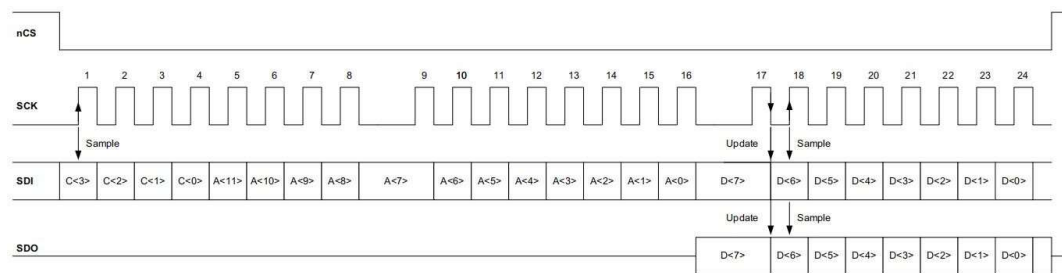 nCS
1 2 3 4 5 6 7 8 9 10 11 12 13 14 15 16 17 18 19 20 21 22 23 24
SCK
Sample Update Sample
SDI C<3> C<2> C<1> C<0> A<11> A<10> A<9> A<8> A<7> A<6> A<5> A<4> A<3> A<2> A<1> A<0> D<7> D<6> D<5> D<4> D<3> D<2> D<1> D<0>
Update Sample
SDO D<7> D<6> D<5> D<4> D<3> D<2> D<1> D<0>